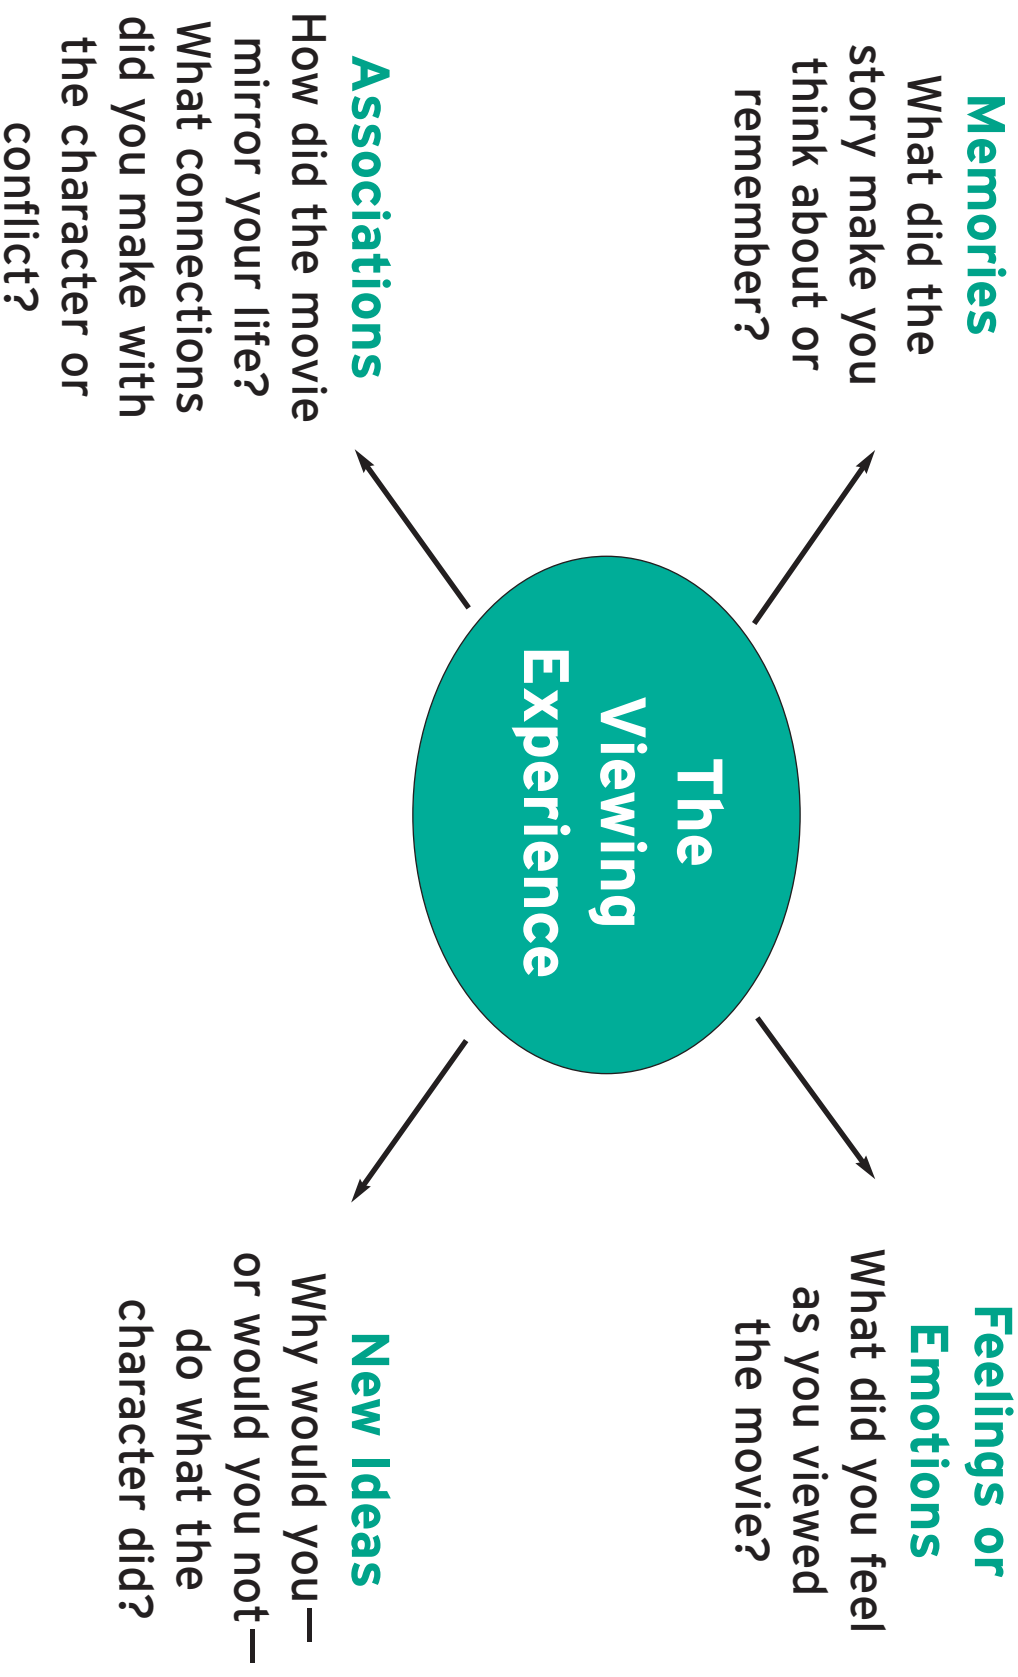 Memories
What did the
story make you
think about or
remember?
Feelings or
Emotions
What did you feel
as you viewed
the movie?
The
Viewing
Experience
Associations
How did the movie
mirror your life?
What connections
did you make with
the character or
conflict?
New Ideas
Why would you—
or would you not—
do what the
character did?